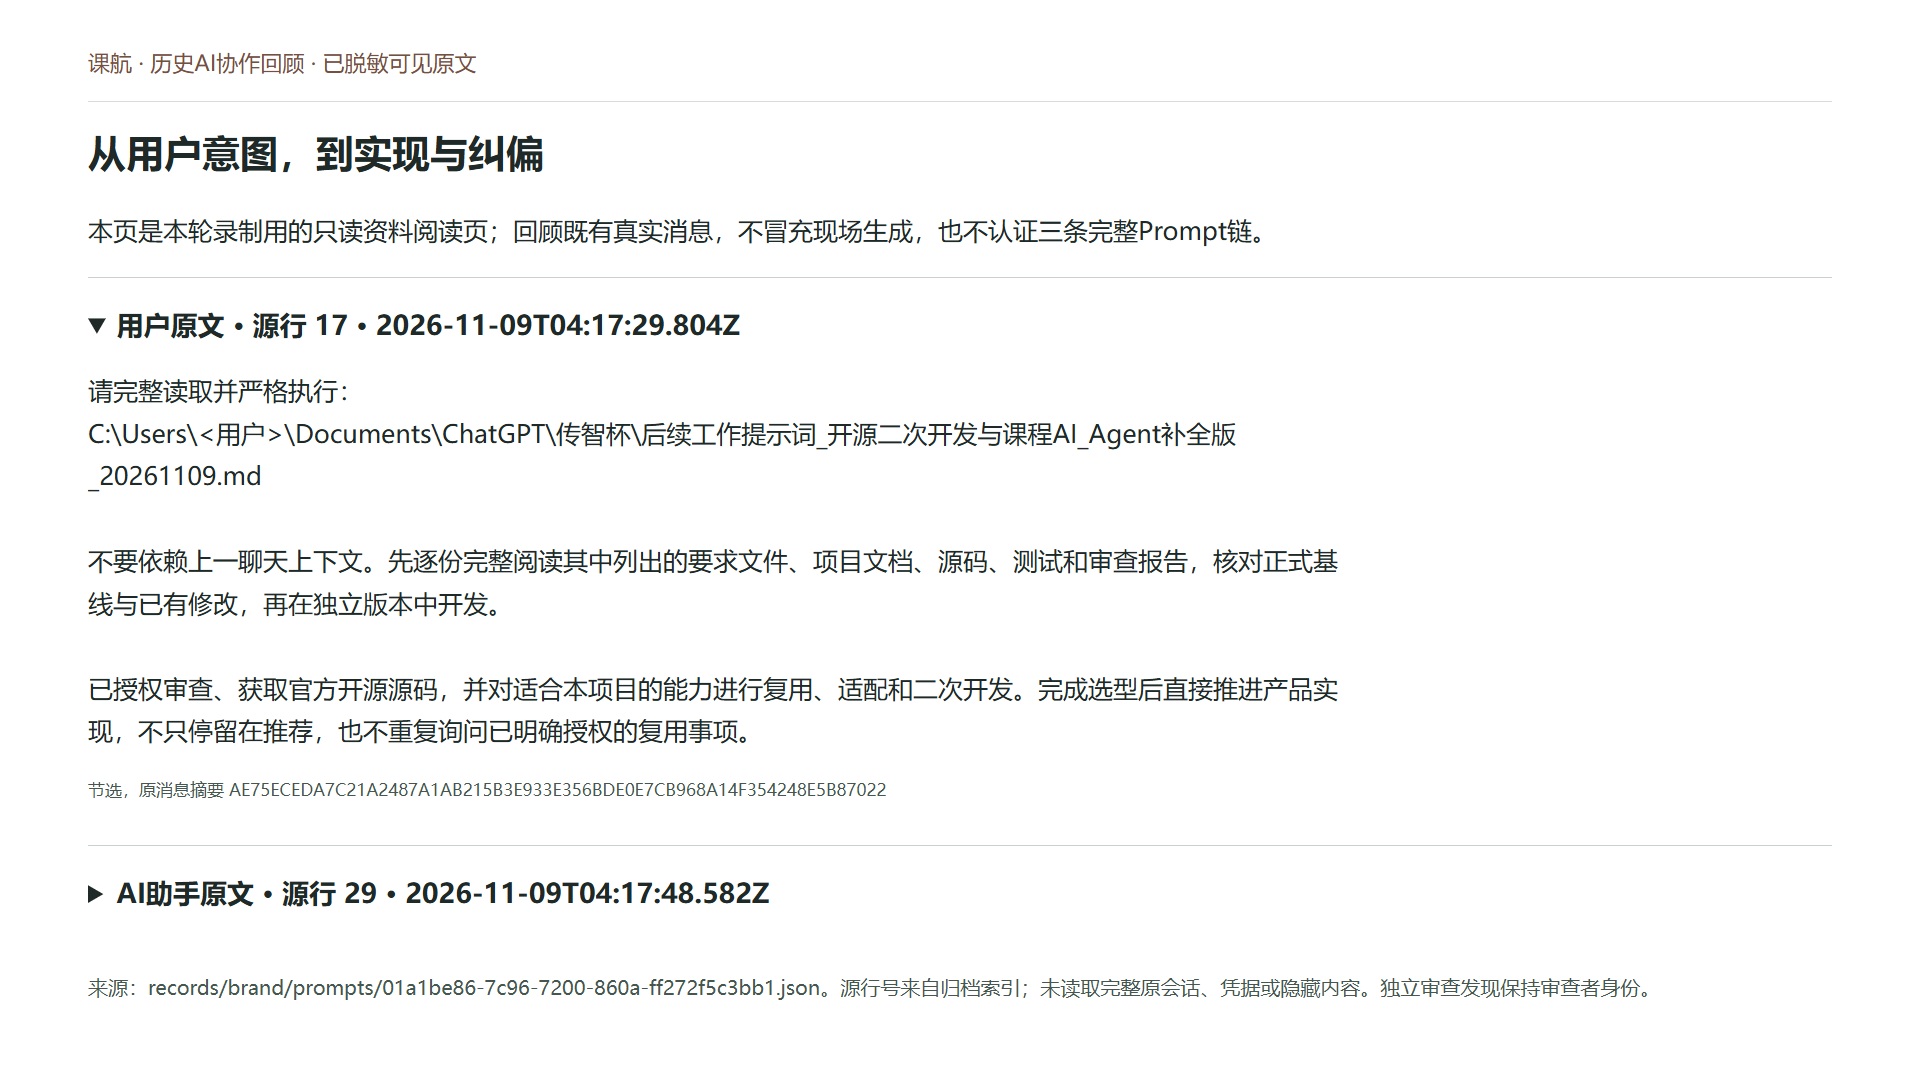 课航 · 历史AI协作回顾 · 已脱敏可见原文
从用户意图，到实现与纠偏
本页是本轮录制用的只读资料阅读页；回顾既有真实消息，不冒充现场生成，也不认证三条完整Prompt链。
▼ 用户原文 • 源行 17 • 2026-11-09T04:17:29.804Z
请完整读取并严格执行：
C:\Users\<用户>\Documents\ChatGPT\传智杯\后续工作提示词_开源二次开发与课程AI_Agent补全版
_20261109.md
不要依赖上一聊天上下文。先逐份完整阅读其中列出的要求文件、项目文档、源码、测试和审查报告，核对正式基
线与已有修改，再在独立版本中开发。
已授权审查、获取官方开源源码，并对适合本项目的能力进行复用、适配和二次开发。完成选型后直接推进产品实
现，不只停留在推荐，也不重复询问已明确授权的复用事项。
节选，原消息摘要 AE75ECEDA7C21A2487A1AB215B3E933E356BDE0E7CB968A14F354248E5B87022
▶ AI助手原文 • 源行 29 • 2026-11-09T04:17:48.582Z
来源：records/brand/prompts/01a1be86-7c96-7200-860a-ff272f5c3bb1.json。源行号来自归档索引；未读取完整原会话、凭据或隐藏内容。独立审查发现保持审查者身份。